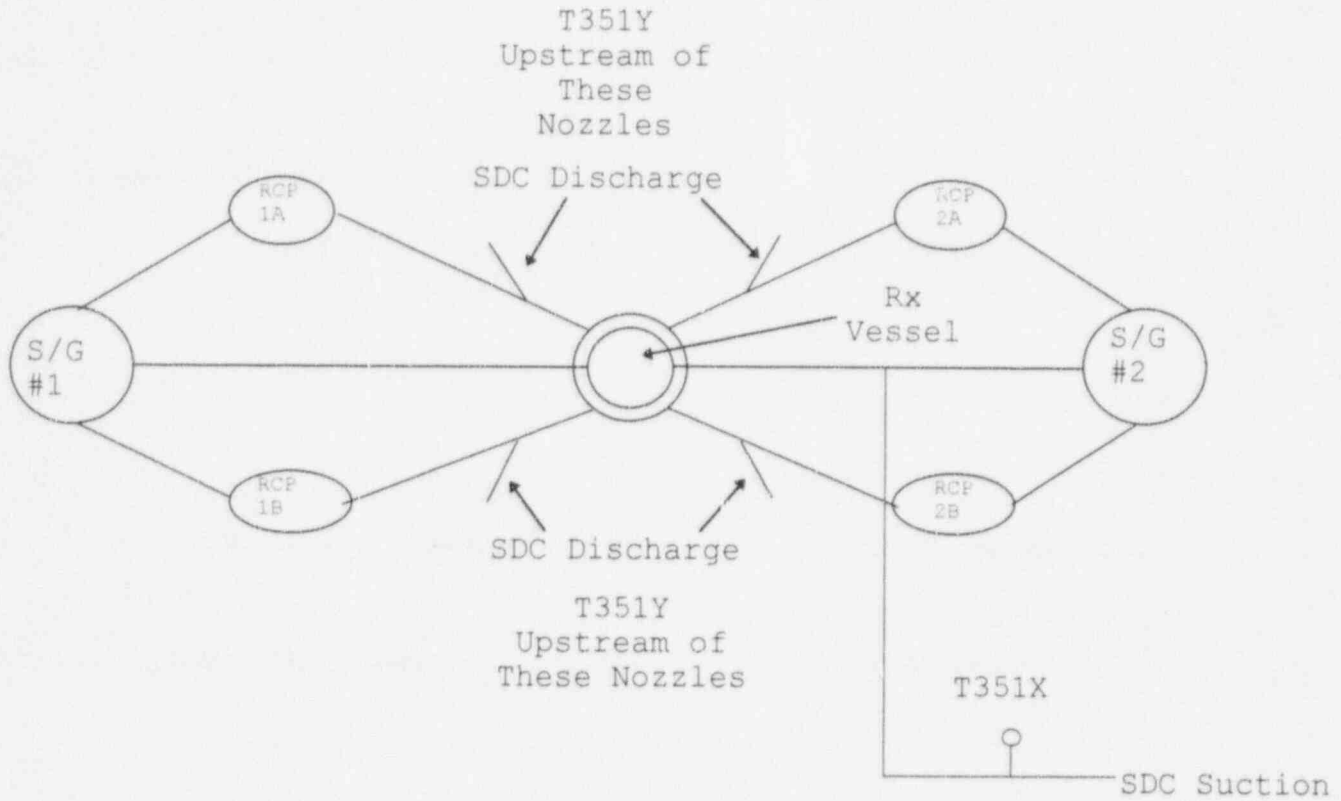 T351Y
Upstream of
These
Nozzles
SDC Discharge
RCP
1A
RCP
2A
Rx
Vessel
S/G
#1
S/G
#2
RCP
1B
RCP
2B
SDC Discharge
T351Y
Upstream of
These Nozzles
T351X
SDC Suction